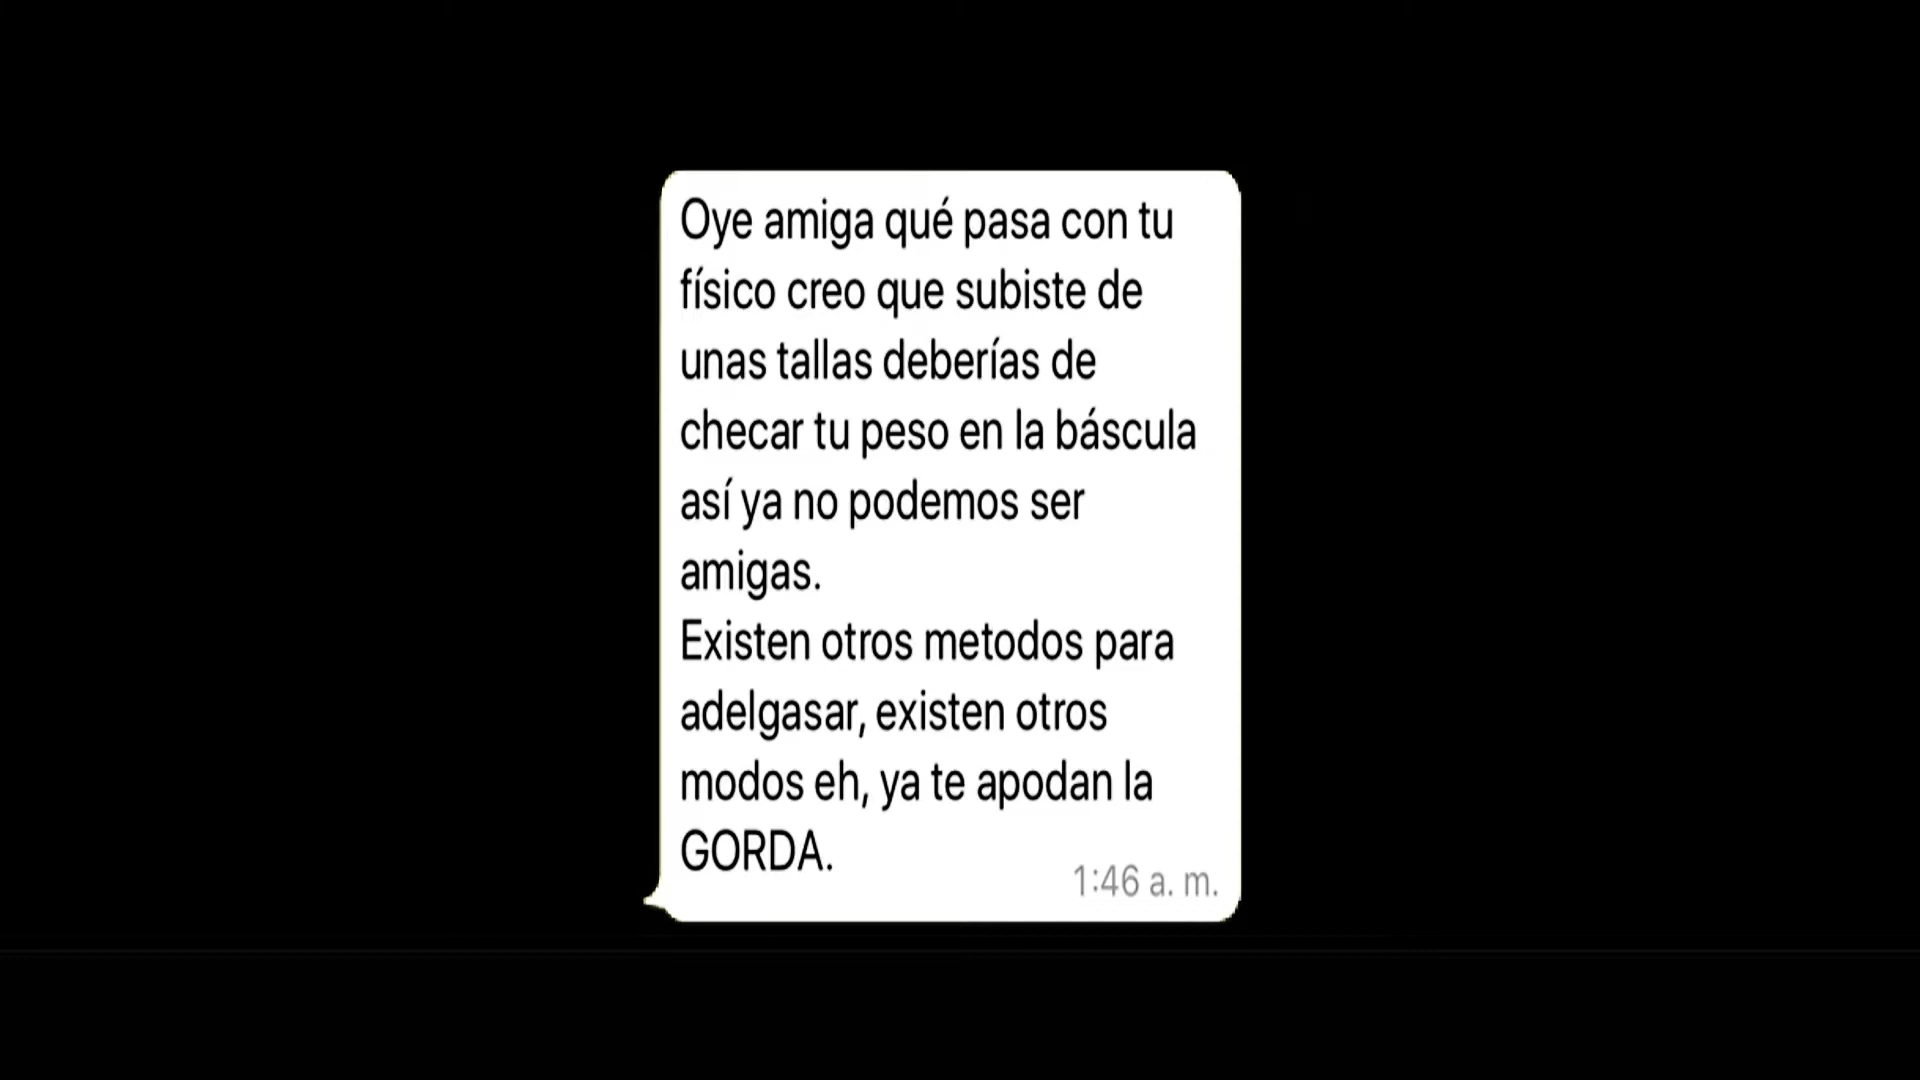 Oye amiga qué pasa con tu
físico creo que subiste de
unas tallas deberías de
checar tu peso en la báscula
así ya no podemos ser
amigas.
Existen otros metodos para
adelgasar, existen otros
modos eh, ya te apodan la
GORDA.
1:46 a. m.